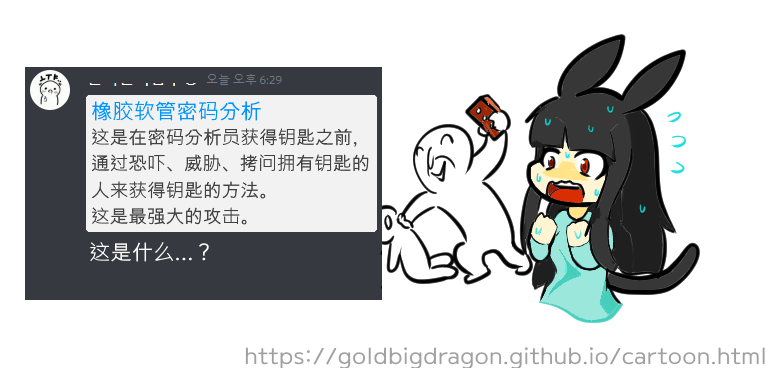 LTF
오늘 오후 6:29
橡胶软管密码分析
这是在密码分析员获得钥匙之前,
通过恐吓、威胁、拷问拥有钥匙的
人来获得钥匙的方法。
这是最强大的攻击。
这是什么...？
https://goldbigdragon.github.io/cartoon.html